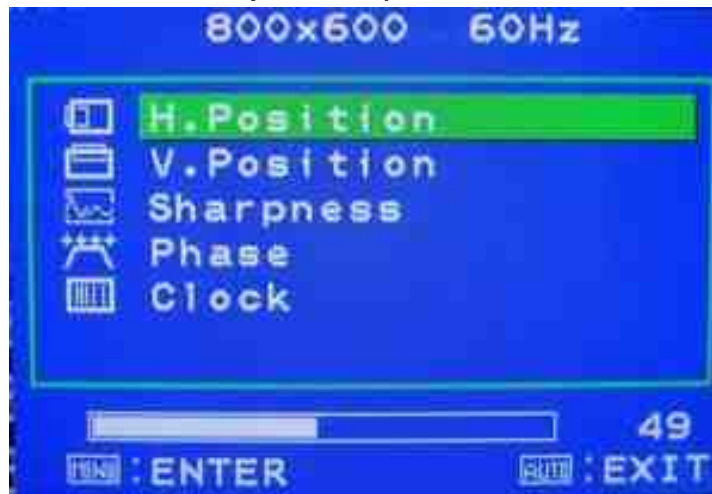 800x600 60Hz
H.Position
V.Position
Sharpness
Phase
Clock
49
MENU :ENTER AUTO :EXIT